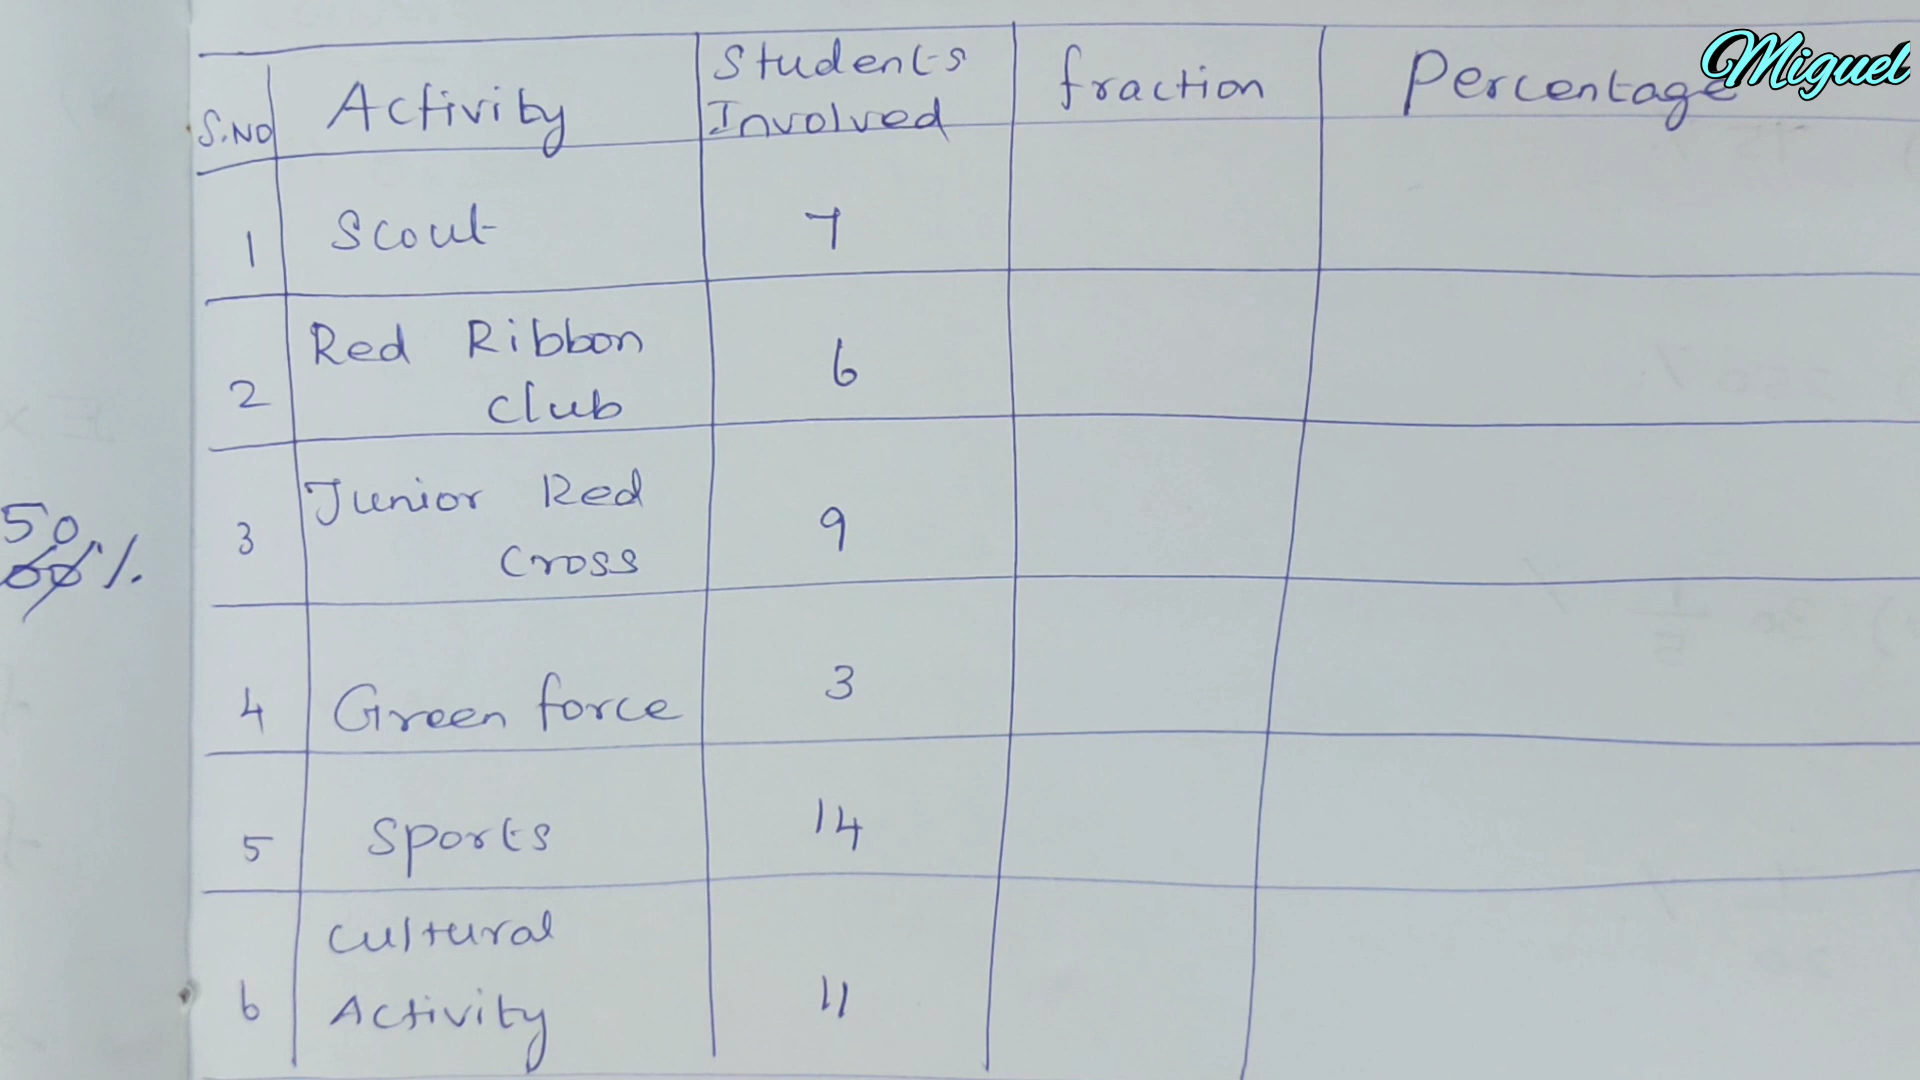 Miguel
S.NO Activity Students Involved fraction Percentage
1 Scout 7
2 Red Ribbon Club 6
3 Junior Red Cross 9
4 Green force 3
5 Sports 14
6 Cultural Activity 11
50
%.